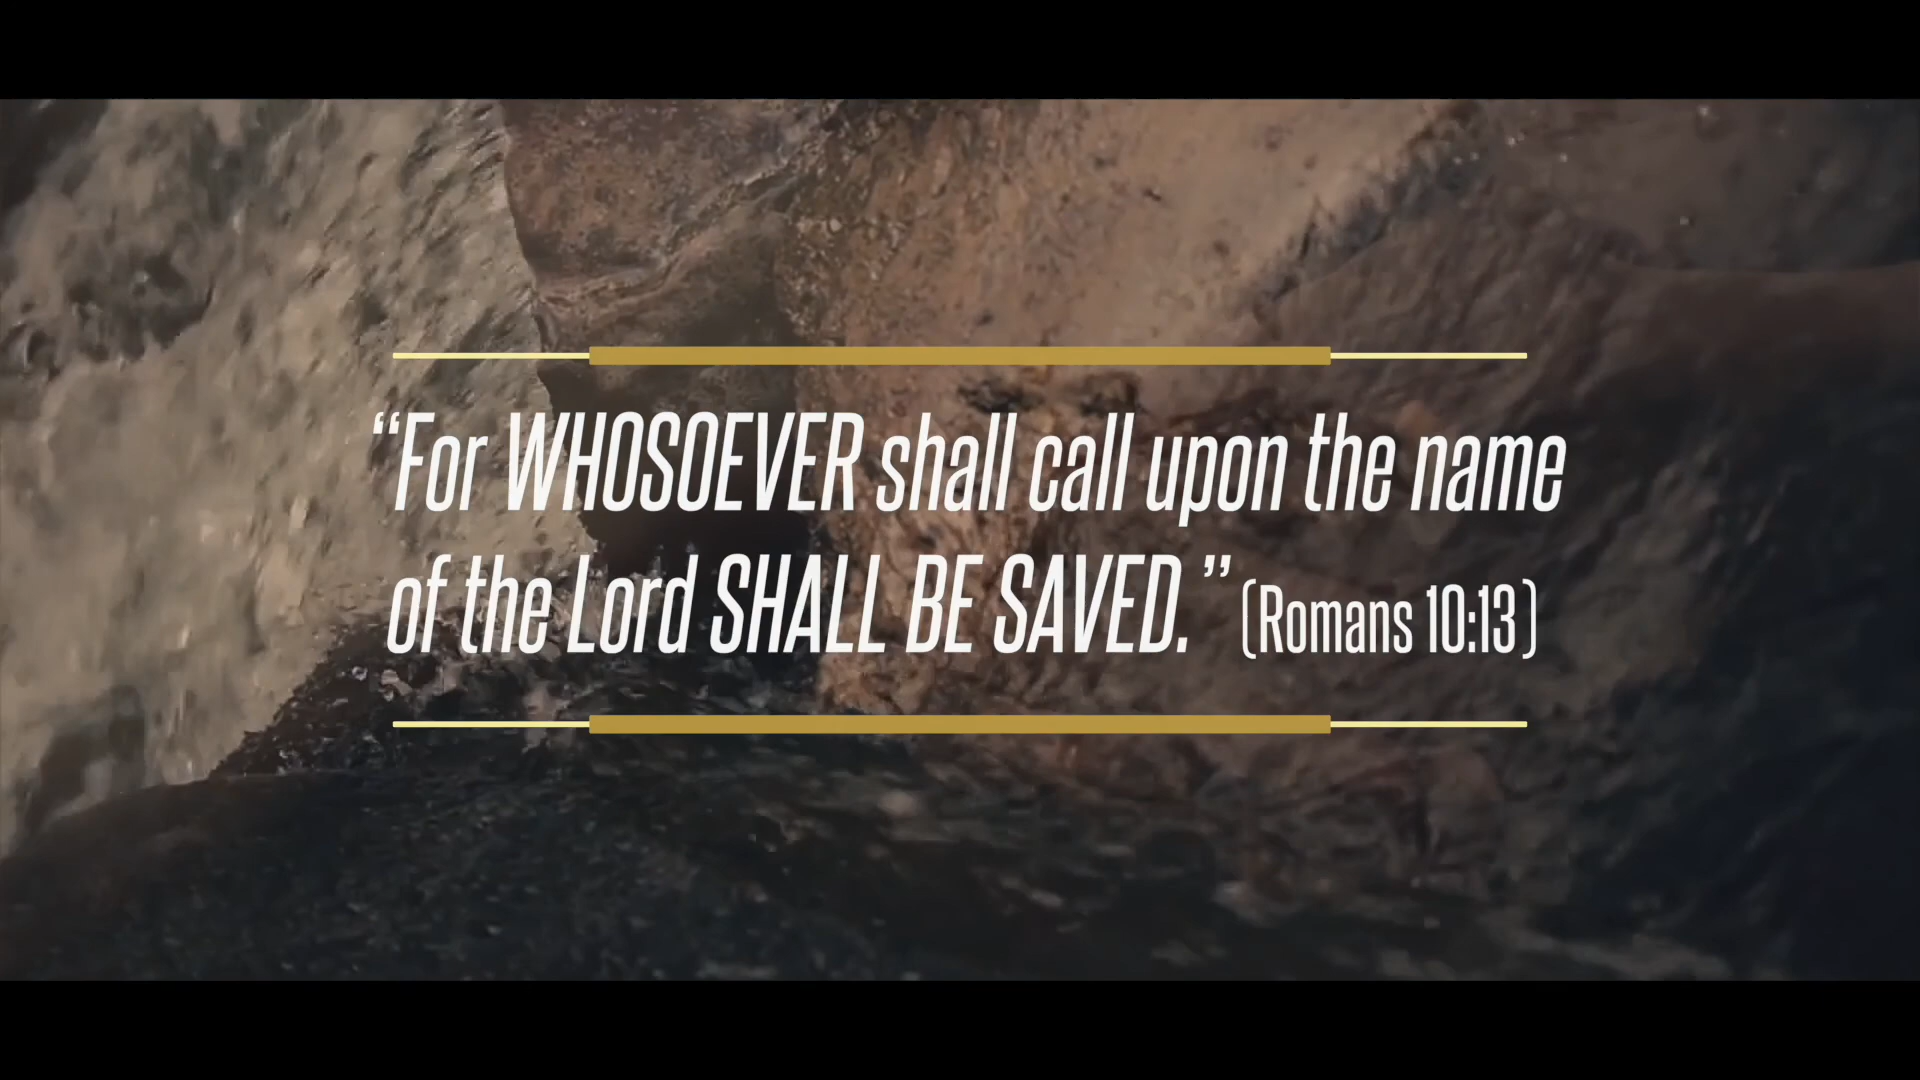 “For WHOSOEVER shall call upon the name
of the Lord SHALL BE SAVED.” (Romans 10:13)